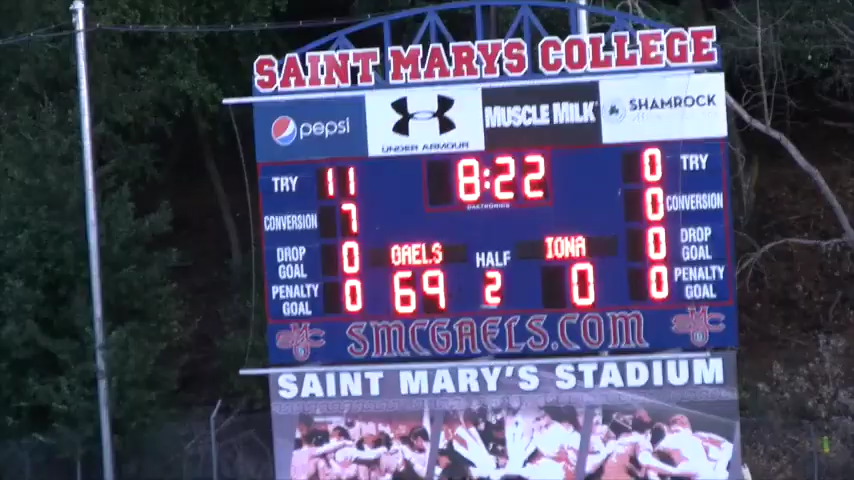 SAINT MARYS COLLEGE
pepsi
UNDER ARMOUR
MUSCLE MILK
SHAMROCK
TRY 11 8:22 0 TRY
DAKTRONICS
CONVERSION 7 0 CONVERSION
DROP GOAL 0 GAELS HALF IONA 0 DROP GOAL
PENALTY GOAL 0 69 2 0 0 PENALTY GOAL
SMCGAELS.COM
SAINT MARY'S STADIUM